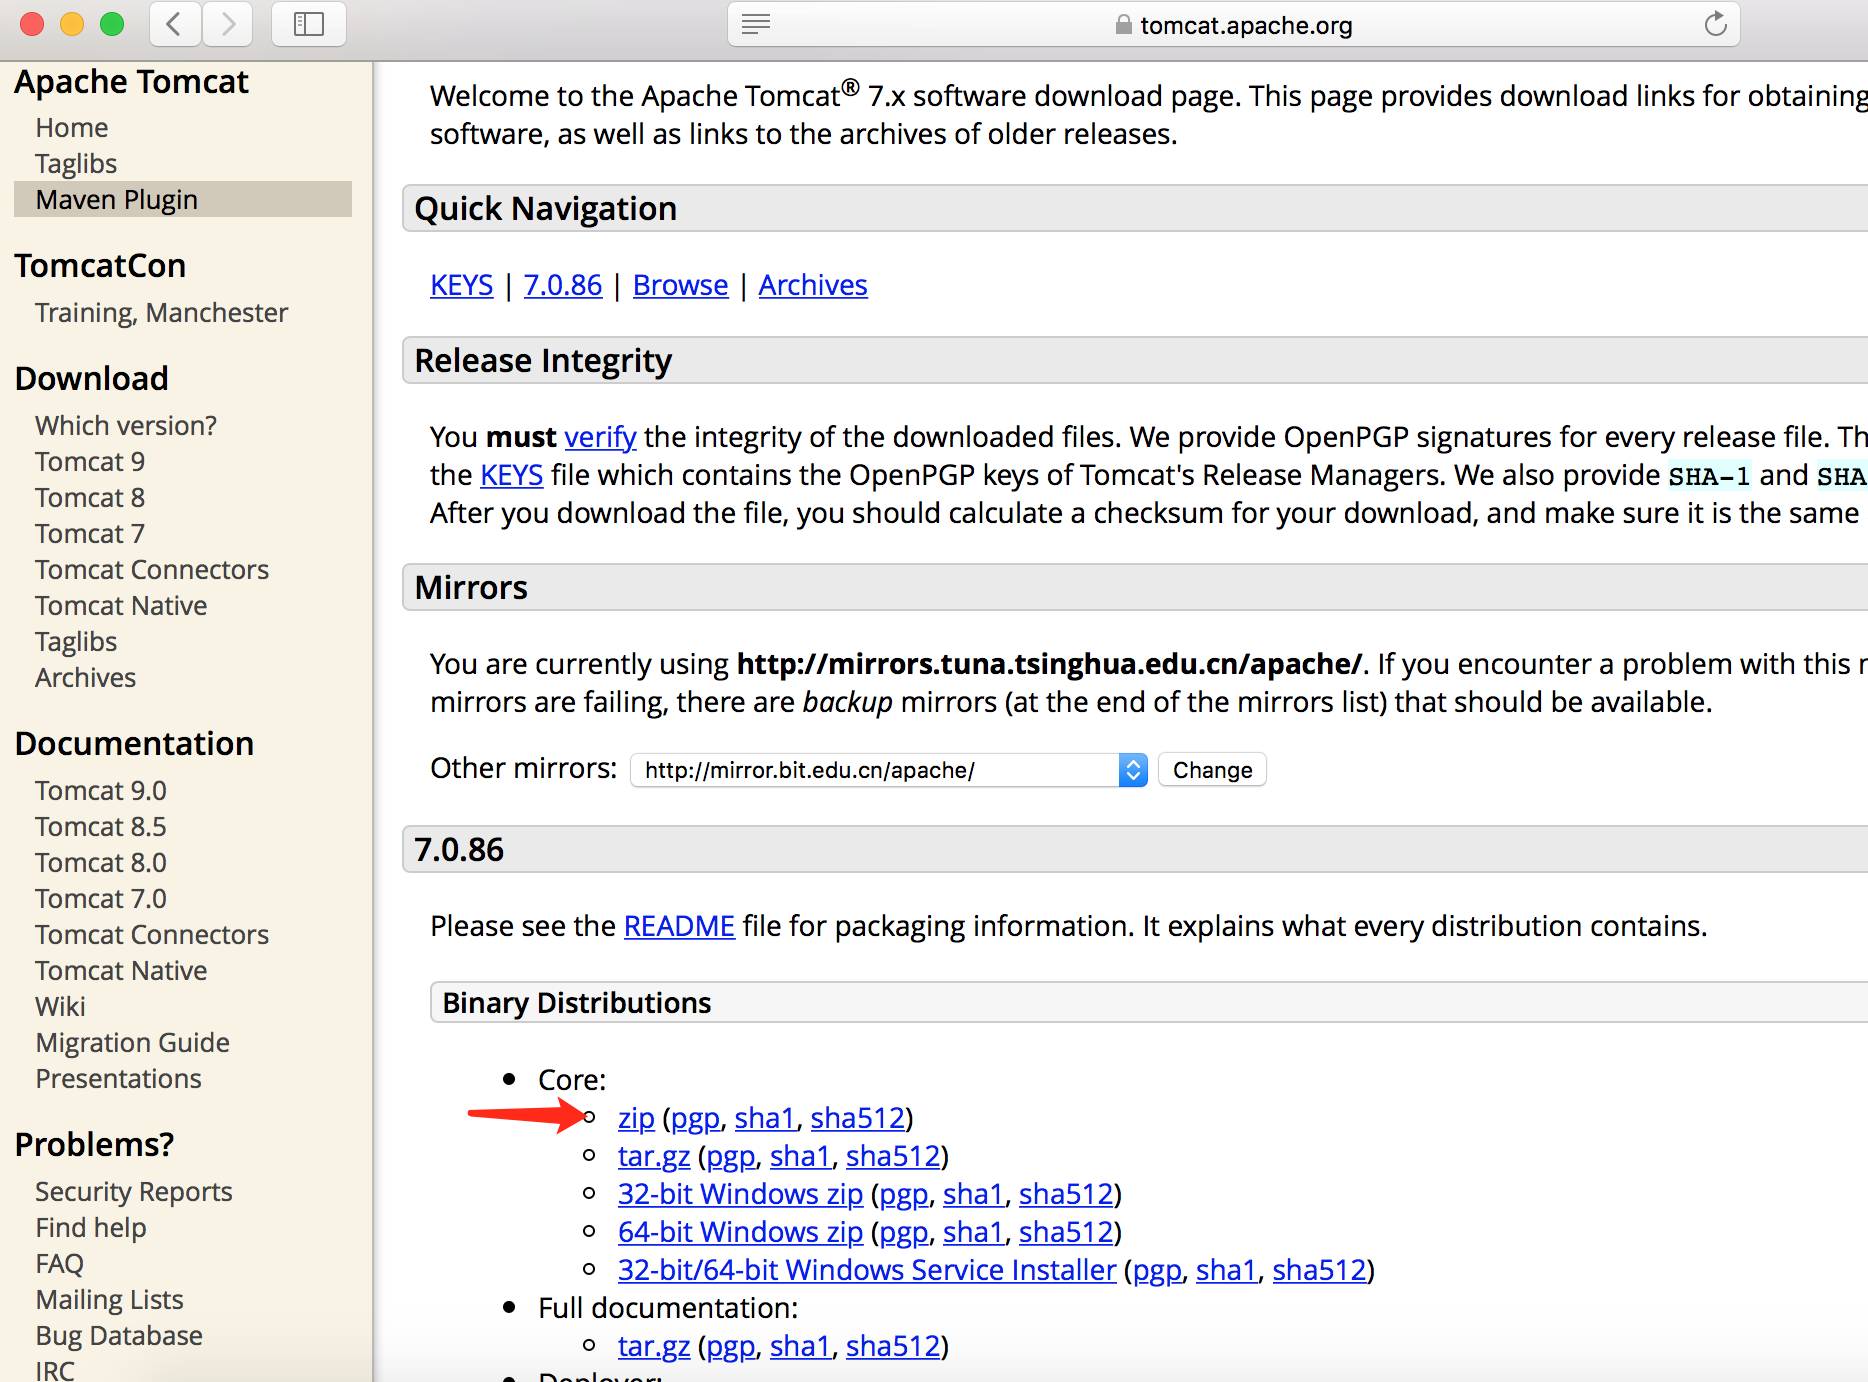 tomcat.apache.org
Apache Tomcat
Home
Taglibs
Maven Plugin
TomcatCon
Training, Manchester
Download
Which version?
Tomcat 9
Tomcat 8
Tomcat 7
Tomcat Connectors
Tomcat Native
Taglibs
Archives
Documentation
Tomcat 9.0
Tomcat 8.5
Tomcat 8.0
Tomcat 7.0
Tomcat Connectors
Tomcat Native
Wiki
Migration Guide
Presentations
Problems?
Security Reports
Find help
FAQ
Mailing Lists
Bug Database
IRC
Welcome to the Apache Tomcat® 7.x software download page. This page provides download links for obtaining
software, as well as links to the archives of older releases.
Quick Navigation
KEYS | 7.0.86 | Browse | Archives
Release Integrity
You must verify the integrity of the downloaded files. We provide OpenPGP signatures for every release file. Th
the KEYS file which contains the OpenPGP keys of Tomcat's Release Managers. We also provide SHA-1 and SHA
After you download the file, you should calculate a checksum for your download, and make sure it is the same
Mirrors
You are currently using http://mirrors.tuna.tsinghua.edu.cn/apache/. If you encounter a problem with this
mirrors are failing, there are backup mirrors (at the end of the mirrors list) that should be available.
Other mirrors: http://mirror.bit.edu.cn/apache/ Change
7.0.86
Please see the README file for packaging information. It explains what every distribution contains.
Binary Distributions
Core:
zip (pgp, sha1, sha512)
tar.gz (pgp, sha1, sha512)
32-bit Windows zip (pgp, sha1, sha512)
64-bit Windows zip (pgp, sha1, sha512)
32-bit/64-bit Windows Service Installer (pgp, sha1, sha512)
Full documentation:
tar.gz (pgp, sha1, sha512)
Deployer: